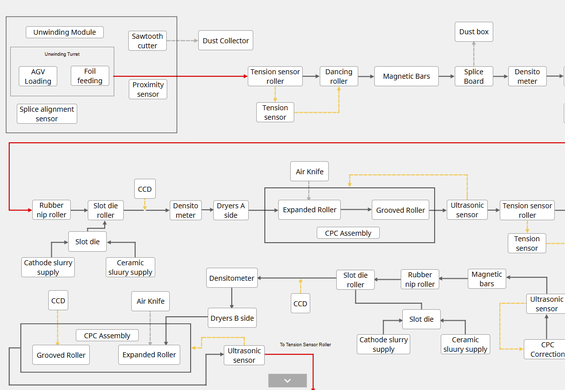 Unwinding Module
Sawtooth
cutter
Dust Collector
Dust box
Unwinding Turret
AGV
Loading
Foil
feeding
Proximity
sensor
Splice alignment
sensor
Tension sensor
roller
Dancing
roller
Magnetic Bars
Splice
Board
Densito
meter
Tension
sensor
Air Knife
CCD
Rubber
nip roller
Slot die
roller
Densito
meter
Dryers A
side
Expanded Roller
Grooved Roller
Ultrasonic
sensor
Tension sensor
roller
CPC Assembly
Slot die
Tension
sensor
Cathode slurry
supply
Ceramic
sluury supply
Densitometer
Slot die
roller
Rubber
nip roller
Magnetic
bars
CCD
Air Knife
CCD
Ultrasonic
sensor
Dryers B side
Slot die
CPC Assembly
Cathode slurry
supply
Ceramic
sluury supply
CPC
Correction
Grooved Roller
Expanded Roller
Ultrasonic
sensor
To Tension Sensor Roller